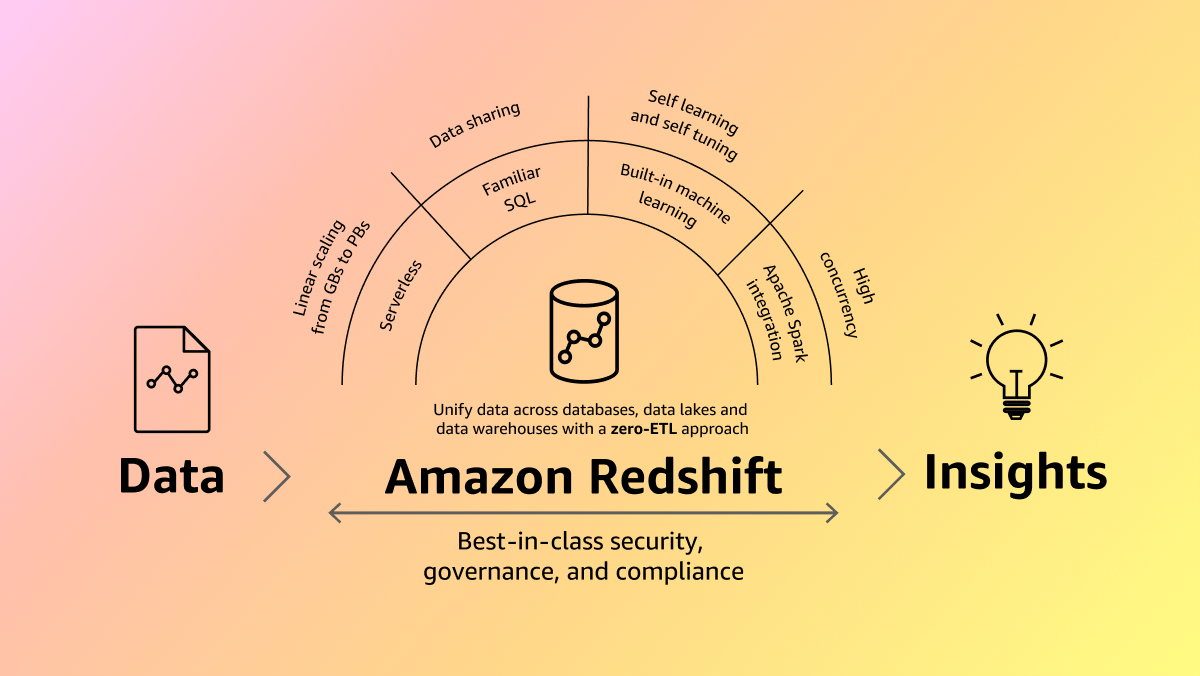 Data sharing
Self learning
and self tuning
Linear scaling
from GBs to PBs
Serverless
Familiar
SQL
Built-in machine
learning
Apache Spark
integration
High
concurrency
Unify data across databases, data lakes and
data warehouses with a zero-ETL approach
Data
Amazon Redshift
Insights
Best-in-class security,
governance, and compliance